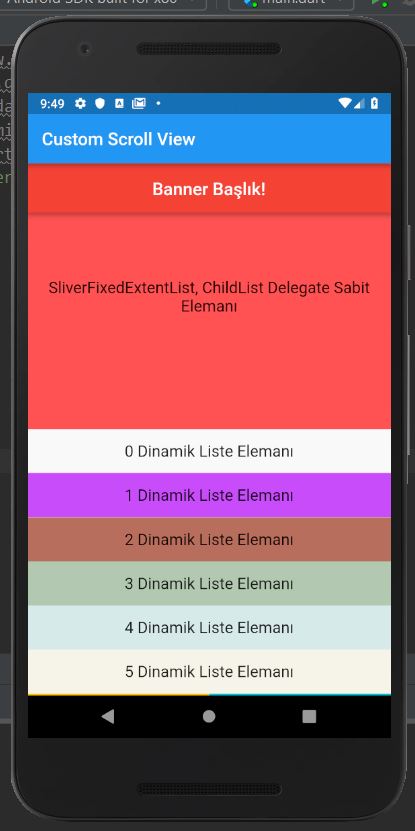 Android SDK built for x86
main.dart
9:49
Custom Scroll View
Banner Başlık!
SliverFixedExtentList, ChildList Delegate Sabit
Elemanı
0 Dinamik Liste Elemanı
1 Dinamik Liste Elemanı
2 Dinamik Liste Elemanı
3 Dinamik Liste Elemanı
4 Dinamik Liste Elemanı
5 Dinamik Liste Elemanı